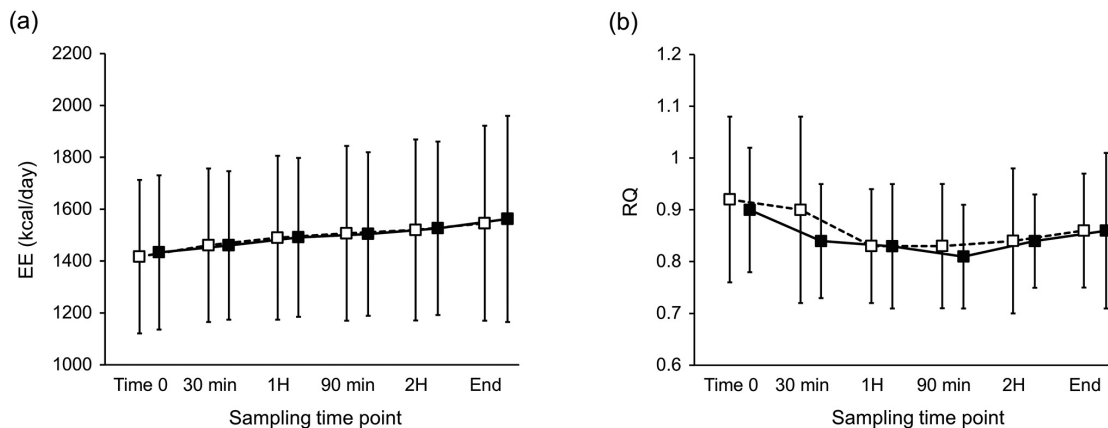 (a)
2200
2000
1800
1600
1400
1200
1000
EE (kcal/day)
Time 0 30 min 1H 90 min 2H End
Sampling time point
(b)
1.2
1.1
1
0.9
0.8
0.7
0.6
RQ
Time 0 30 min 1H 90 min 2H End
Sampling time point